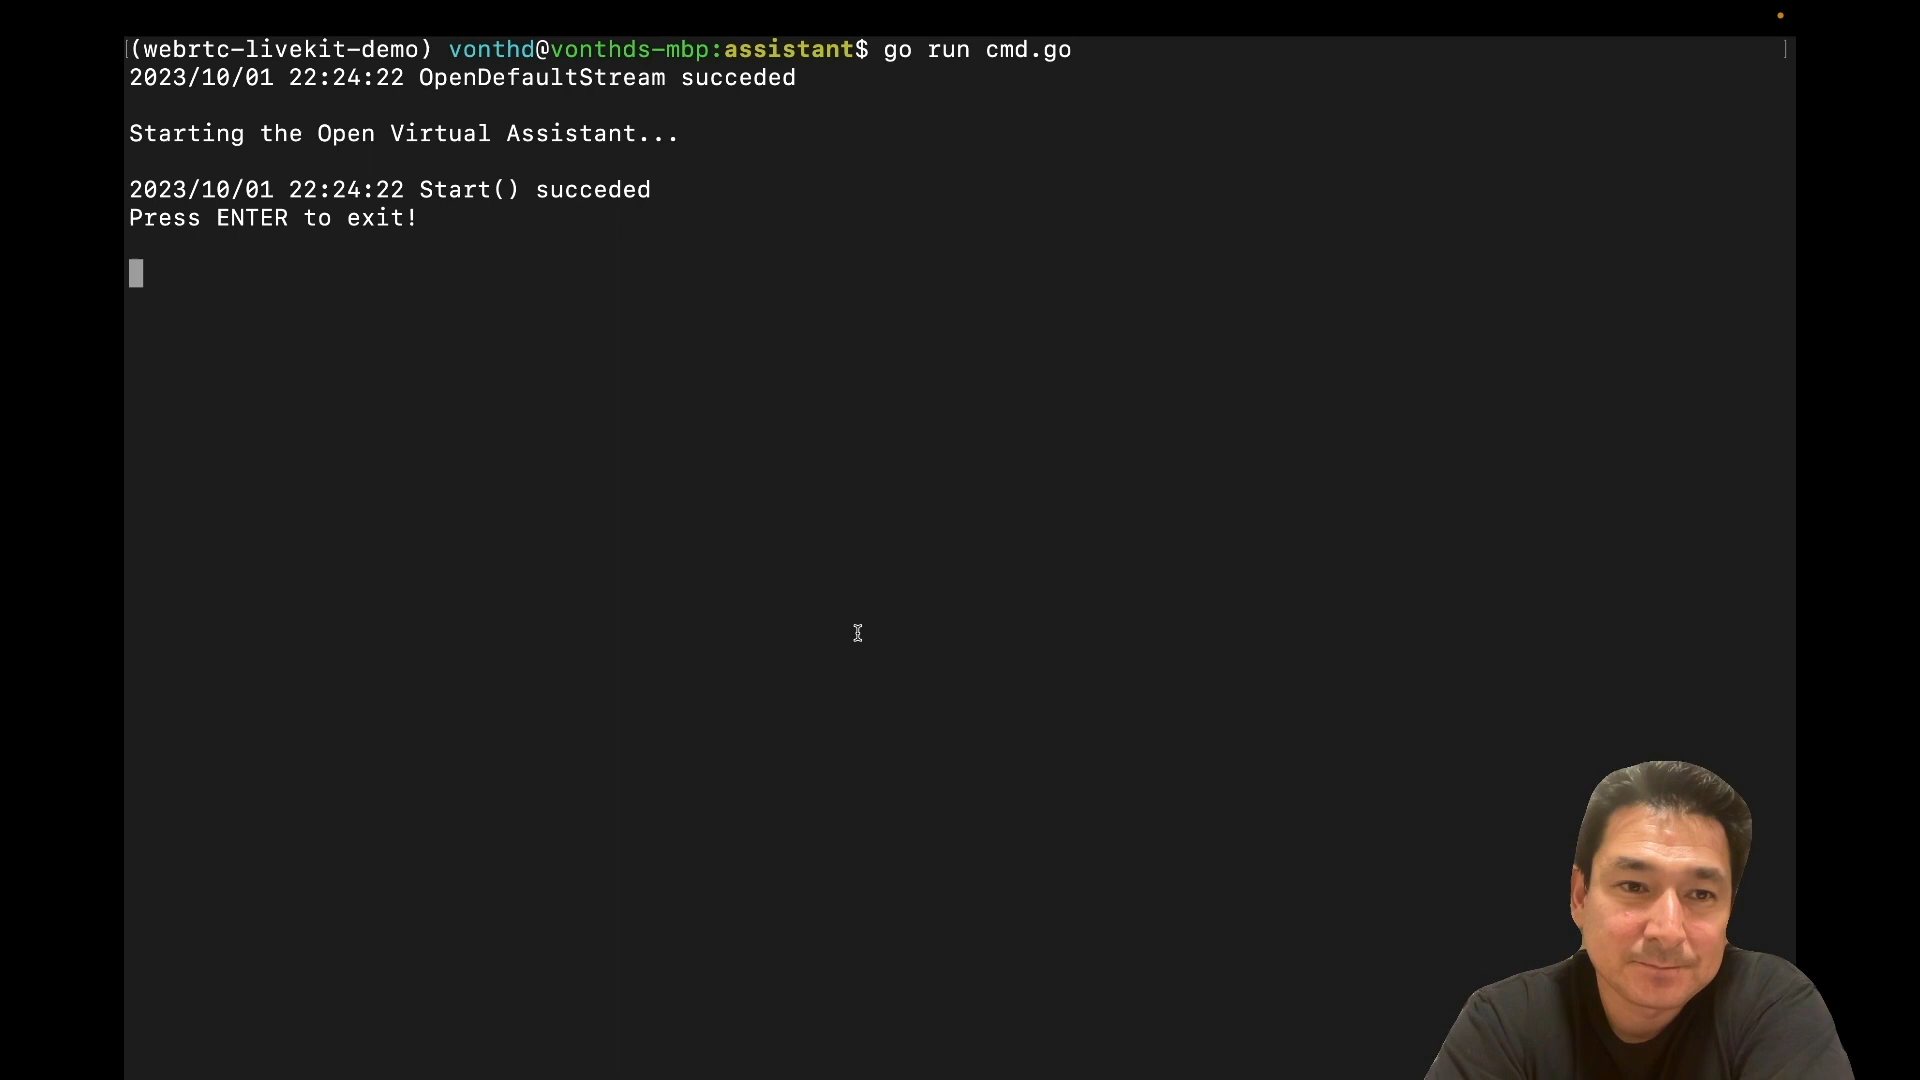 [(webrtc-livekit-demo) vonthd@vonthds-mbp:assistant$ go run cmd.go ]
2023/10/01 22:24:22 OpenDefaultStream succeded
Starting the Open Virtual Assistant...
2023/10/01 22:24:22 Start() succeded
Press ENTER to exit!